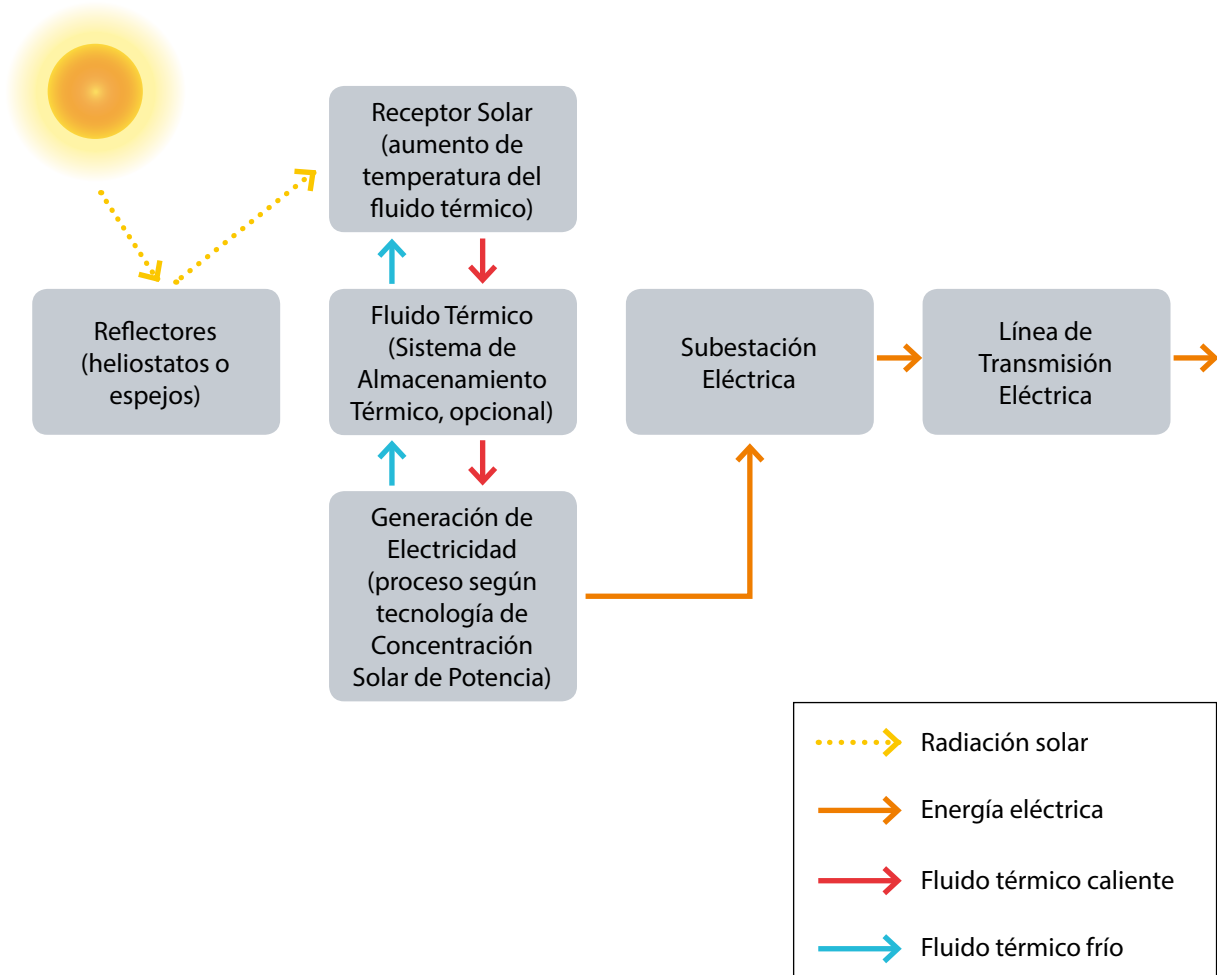 Receptor Solar
(aumento de
temperatura del
fluido térmico)
Reflectores
(heliostatos o
espejos)
Fluido Térmico
(Sistema de
Almacenamiento
Térmico, opcional)
Subestación
Eléctrica
Línea de
Transmisión
Eléctrica
Generación de
Electricidad
(proceso según
tecnología de
Concentración
Solar de Potencia)
Radiación solar
Energía eléctrica
Fluido térmico caliente
Fluido térmico frío